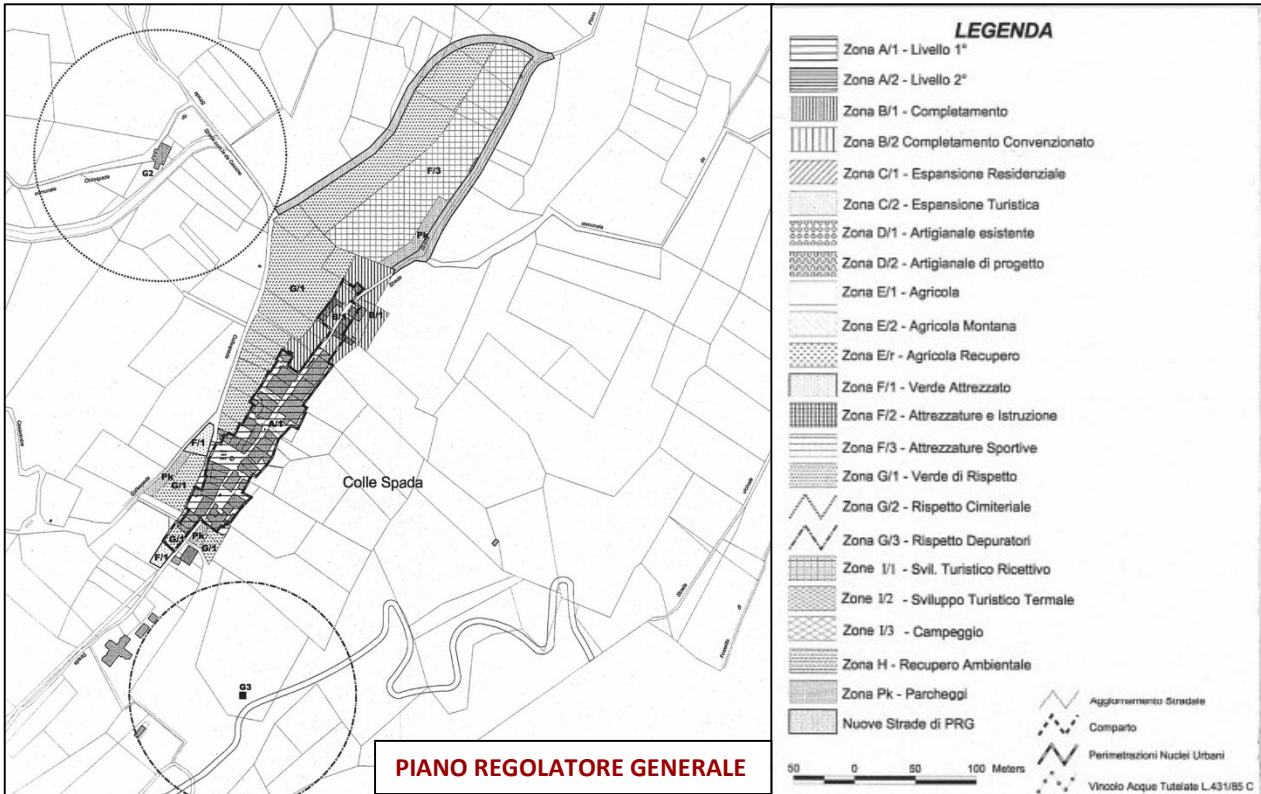 G2
F/3
Pk
G/1
B/1
B/1
A/1
F/1
Pk
G/1
Colle Spada
G/1
Pk
G/1
F/1
G3
PIANO REGOLATORE GENERALE
LEGENDA
Zona A/1 - Livello 1°
Zona A/2 - Livello 2°
Zona B/1 - Completamento
Zona B/2 Completamento Convenzionato
Zona C/1 - Espansione Residenziale
Zona C/2 - Espansione Turistica
Zona D/1 - Artigianale esistente
Zona D/2 - Artigianale di progetto
Zona E/1 - Agricola
Zona E/2 - Agricola Montana
Zona E/r - Agricola Recupero
Zona F/1 - Verde Attrezzato
Zona F/2 - Attrezzature e Istruzione
Zona F/3 - Attrezzature Sportive
Zona G/1 - Verde di Rispetto
Zona G/2 - Rispetto Cimiteriale
Zona G/3 - Rispetto Depuratori
Zone I/1 - Svil. Turistico Ricettivo
Zone I/2 - Sviluppo Turistico Termale
Zone I/3 - Campeggio
Zona H - Recupero Ambientale
Zona Pk - Parcheggi
Nuove Strade di PRG
Aggiornamento Stradale
Comparto
Perimetrazioni Nuclei Urbani
Vincolo Acque Tutelate L.431/85 C
50 0 50 100 Meters